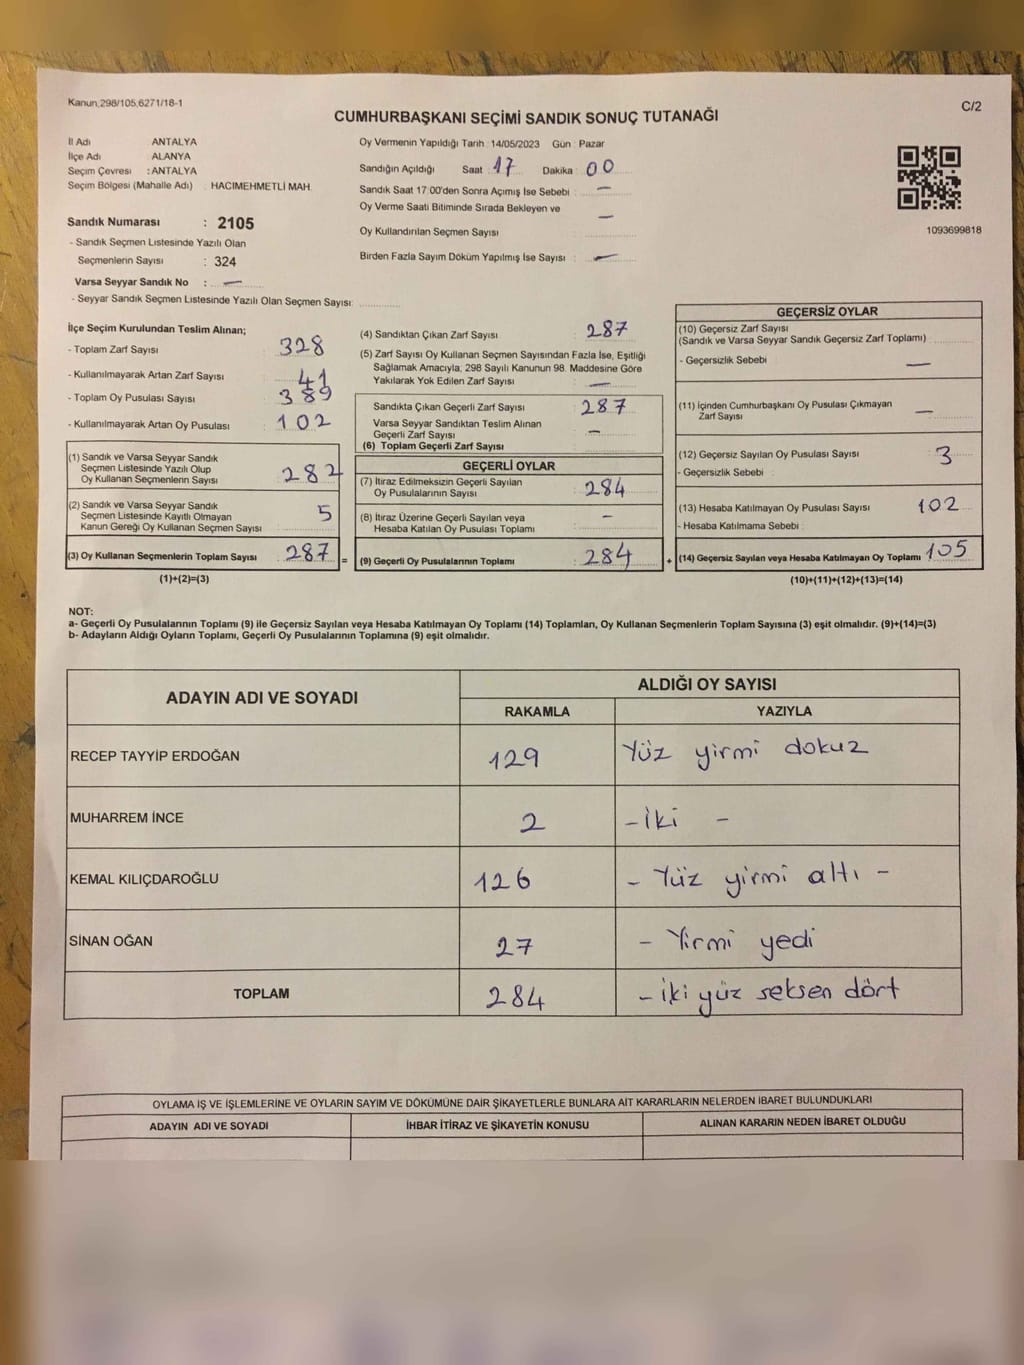 Kanun,298/105,6271/18-1
C/2
CUMHURBAŞKANI SEÇİMİ SANDIK SONUÇ TUTANAĞI
İl Adı ANTALYA
İlçe Adı ALANYA
Seçim Çevresi : ANTALYA
Seçim Bölgesi (Mahalle Adı) : HACIMEHMETLİ MAH.
Sandık Numarası : 2105
- Sandık Seçmen Listesinde Yazılı Olan
Seçmenlerin Sayısı : 324
Varsa Seyyar Sandık No : —
- Seyyar Sandık Seçmen Listesinde Yazılı Olan Seçmen Sayısı:
Oy Vermenin Yapıldığı Tarih : 14/05/2023 Gün : Pazar
Sandığın Açıldığı Saat : 17 Dakika : 00
Sandık Saat 17:00'den Sonra Açımış İse Sebebi : —
Oy Verme Saati Bitiminde Sırada Bekleyen ve —
Oy Kullandırılan Seçmen Sayısı :
Birden Fazla Sayım Döküm Yapılmış İse Sayısı : —
1093699818
İlçe Seçim Kurulundan Teslim Alınan;
- Toplam Zarf Sayısı 328
- Kullanılmayarak Artan Zarf Sayısı 41
- Toplam Oy Pusulası Sayısı 389
- Kullanılmayarak Artan Oy Pusulası 102
(1) Sandık ve Varsa Seyyar Sandık
Seçmen Listesinde Yazılı Olup
Oy Kullanan Seçmenlerin Sayısı 282
(2) Sandık ve Varsa Seyyar Sandık
Seçmen Listesinde Kayıtlı Olmayan
Kanun Gereği Oy Kullanan Seçmen Sayısı 5
(3) Oy Kullanan Seçmenlerin Toplam Sayısı 287 =
(1)+(2)=(3)
(4) Sandıktan Çıkan Zarf Sayısı : 287
(5) Zarf Sayısı Oy Kullanan Seçmen Sayısından Fazla İse, Eşitliği
Sağlamak Amacıyla, 298 Sayılı Kanunun 98. Maddesine Göre
Yakılarak Yok Edilen Zarf Sayısı : —
Sandıkta Çıkan Geçerli Zarf Sayısı : 287
Varsa Seyyar Sandıktan Teslim Alınan
Geçerli Zarf Sayısı : —
(6) Toplam Geçerli Zarf Sayısı
GEÇERLİ OYLAR
(7) İtiraz Edilmeksizin Geçerli Sayılan
Oy Pusulalarının Sayısı : 284
(8) İtiraz Üzerine Geçerli Sayılan veya
Hesaba Katılan Oy Pusulası Toplamı : —
(9) Geçerli Oy Pusulalarının Toplamı : 284 +
GEÇERSİZ OYLAR
(10) Geçersiz Zarf Sayısı
(Sandık ve Varsa Seyyar Sandık Geçersiz Zarf Toplamı)
- Geçersizlik Sebebi : —
(11) İçinden Cumhurbaşkanı Oy Pusulası Çıkmayan
Zarf Sayısı —
(12) Geçersiz Sayılan Oy Pusulası Sayısı 3
- Geçersizlik Sebebi :
(13) Hesaba Katılmayan Oy Pusulası Sayısı 102
- Hesaba Katılmama Sebebi :
(14) Geçersiz Sayılan veya Hesaba Katılmayan Oy Toplamı 105
(10)+(11)+(12)+(13)=(14)
NOT:
a- Geçerli Oy Pusulalarının Toplamı (9) ile Geçersiz Sayılan veya Hesaba Katılmayan Oy Toplamı (14) Toplamları, Oy Kullanan Seçmenlerin Toplam Sayısına (3) eşit olmalıdır. (9)+(14)=(3)
b- Adayların Aldığı Oyların Toplamı, Geçerli Oy Pusulalarının Toplamına (9) eşit olmalıdır.
ADAYIN ADI VE SOYADI ALDIĞI OY SAYISI
RAKAMLA YAZIYLA
RECEP TAYYİP ERDOĞAN 129 Yüz yirmi dokuz
MUHARREM İNCE 2 - İki -
KEMAL KILIÇDAROĞLU 126 - Yüz yirmi altı -
SİNAN OĞAN 27 - Yirmi yedi
TOPLAM 284 - iki yüz seksen dört
OYLAMA İŞ VE İŞLEMLERİNE VE OYLARIN SAYIM VE DÖKÜMÜNE DAİR ŞİKAYETLERLE BUNLARA AİT KARARLARIN NELERDEN İBARET BULUNDUKLARI
ADAYIN ADI VE SOYADI İHBAR İTİRAZ VE ŞİKAYETİN KONUSU ALINAN KARARIN NEDEN İBARET OLDUĞU